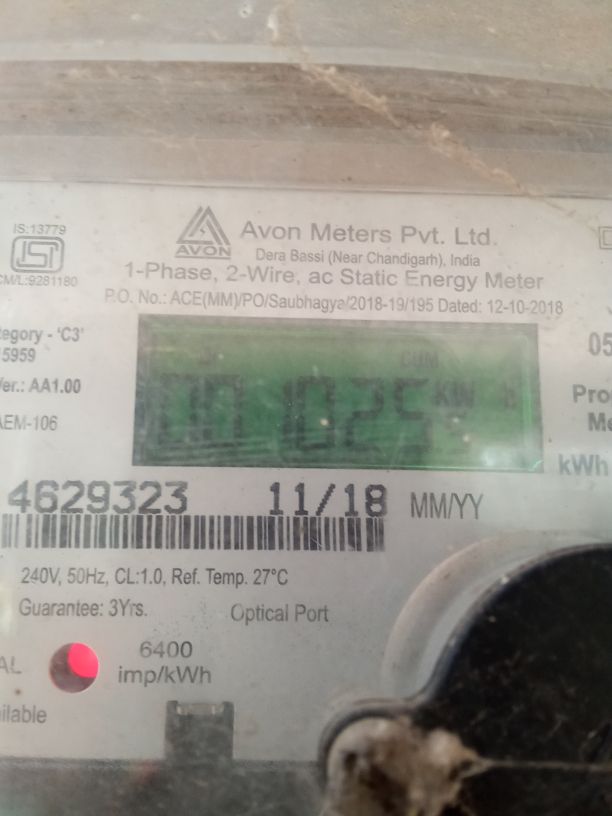 IS:13779
CM/L:9281180
AVON
Avon Meters Pvt. Ltd.
Dera Bassi (Near Chandigarh), India
1-Phase, 2-Wire, ac Static Energy Meter
P.O. No.: ACE(MM)/PO/Saubhagya/2018-19/195 Dated: 12-10-2018
tegory - 'C3'
5959
er.: AA1.00
AEM-106
CUM
001025 KW h
05
Pro
Me
kWh
4629323 11/18 MM/YY
240V, 50Hz, CL:1.0, Ref. Temp. 27°C
Guarantee: 3Yrs.
Optical Port
AL
6400
imp/kWh
ilable